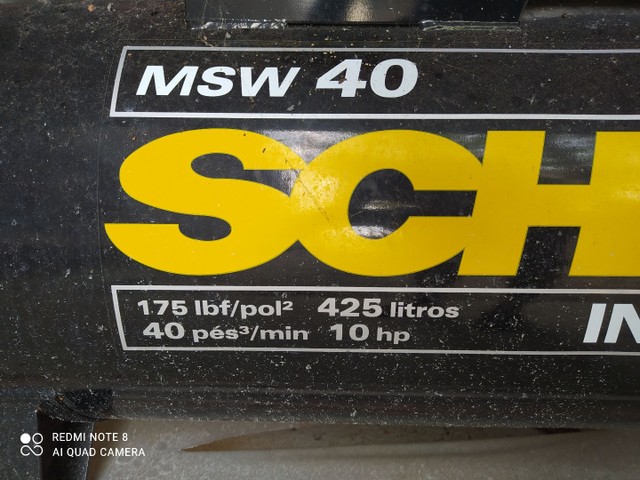 MSW 40
SCH
175 lbf/pol² 425 litros
40 pés³/min 10 hp
IN
REDMI NOTE 8
AI QUAD CAMERA